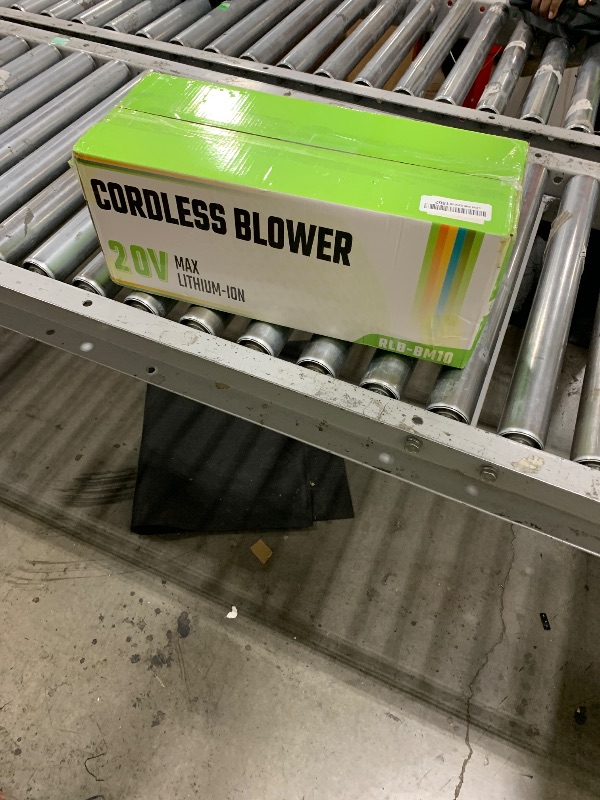 CORDLESS BLOWER
20V
MAX
LITHIUM-ION
RLB-BM10